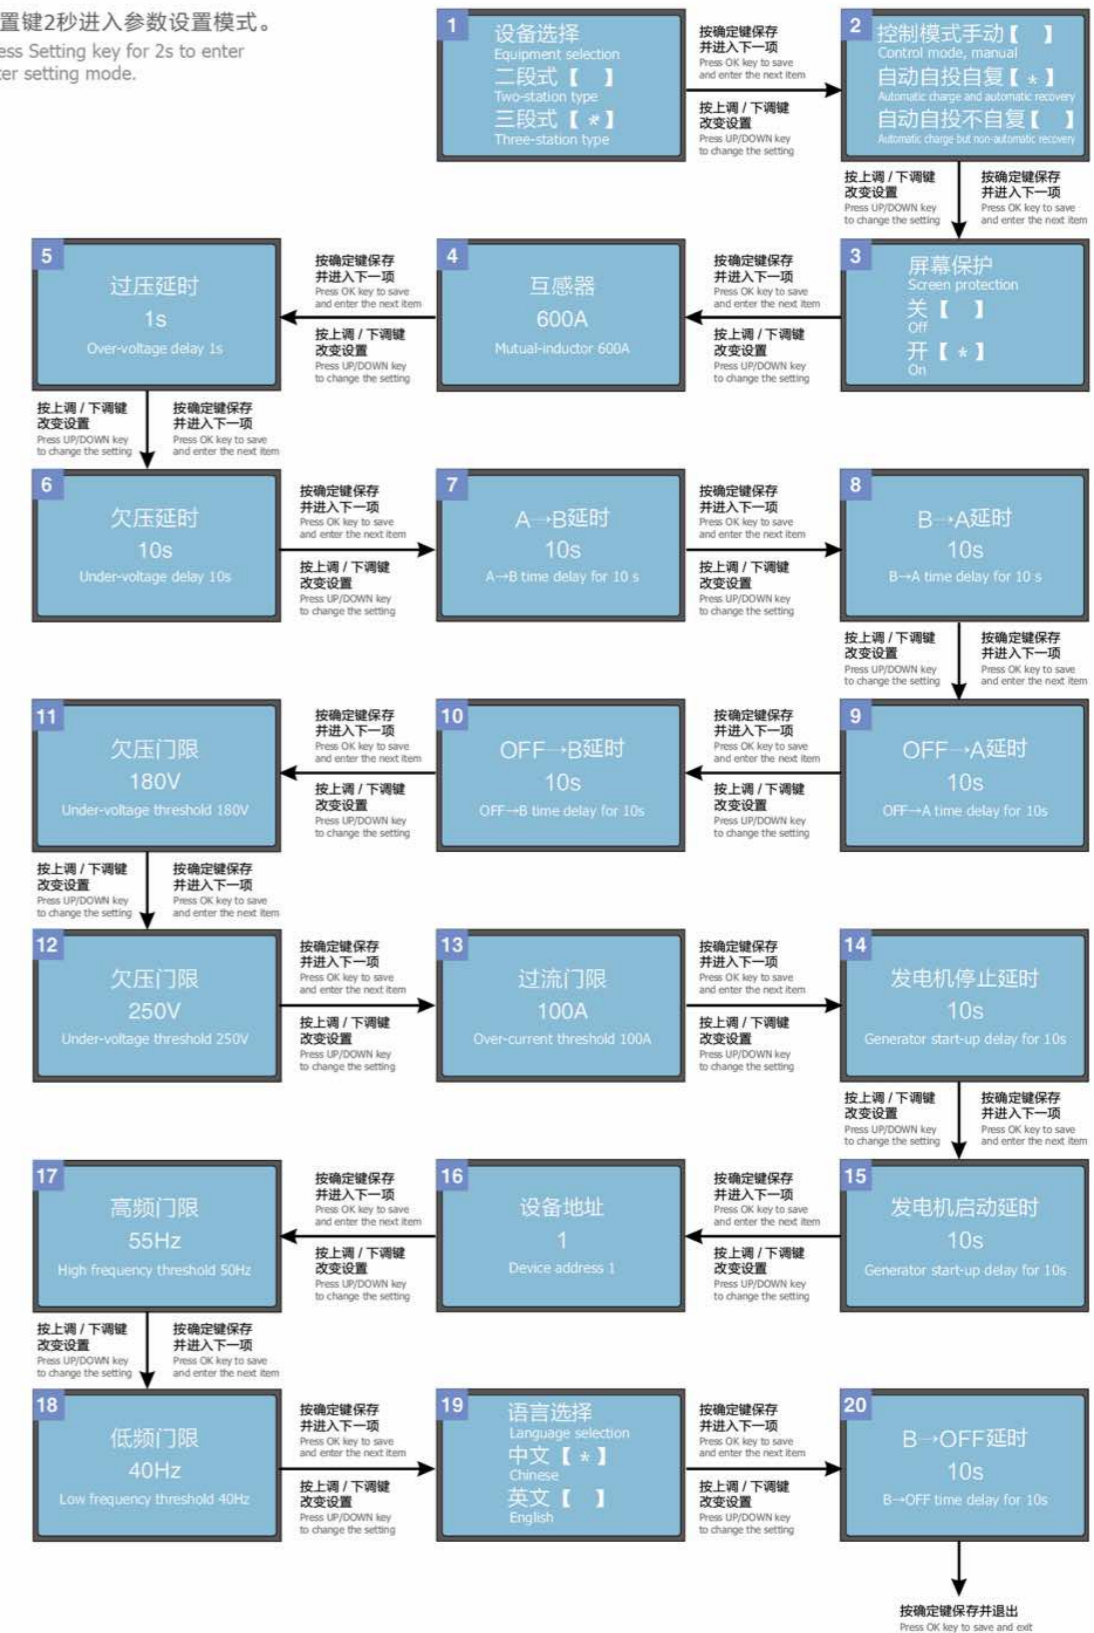 置键2秒进入参数设置模式。
ess Setting key for 2s to enter
ter setting mode.
1
设备选择
Equipment selection
二段式【 】
Two-station type
三段式【 * 】
Three-station type
按确定键保存
并进入下一项
Press OK key to save
and enter the next item
按上调 / 下调键
改变设置
Press UP/DOWN key
to change the setting
2
控制模式手动【 】
Control mode, manual
自动自投自复【 * 】
Automatic charge and automatic recovery
自动自投不自复【 】
Automatic charge but non-automatic recovery
按上调 / 下调键
改变设置
Press UP/DOWN key
to change the setting
按确定键保存
并进入下一项
Press OK key to save
and enter the next item
3
屏幕保护
Screen protection
关【 】
Off
开【 * 】
On
按确定键保存
并进入下一项
Press OK key to save
and enter the next item
按上调 / 下调键
改变设置
Press UP/DOWN key
to change the setting
4
互感器
600A
Mutual-inductor 600A
按确定键保存
并进入下一项
Press OK key to save
and enter the next item
按上调 / 下调键
改变设置
Press UP/DOWN key
to change the setting
5
过压延时
1s
Over-voltage delay 1s
按上调 / 下调键
改变设置
Press UP/DOWN key
to change the setting
按确定键保存
并进入下一项
Press OK key to save
and enter the next item
6
欠压延时
10s
Under-voltage delay 10s
按确定键保存
并进入下一项
Press OK key to save
and enter the next item
按上调 / 下调键
改变设置
Press UP/DOWN key
to change the setting
7
A→B延时
10s
A→B time delay for 10 s
按确定键保存
并进入下一项
Press OK key to save
and enter the next item
按上调 / 下调键
改变设置
Press UP/DOWN key
to change the setting
8
B→A延时
10s
B→A time delay for 10 s
按上调 / 下调键
改变设置
Press UP/DOWN key
to change the setting
按确定键保存
并进入下一项
Press OK key to save
and enter the next item
9
OFF→A延时
10s
OFF→A time delay for 10s
按确定键保存
并进入下一项
Press OK key to save
and enter the next item
按上调 / 下调键
改变设置
Press UP/DOWN key
to change the setting
10
OFF→B延时
10s
OFF→B time delay for 10s
按确定键保存
并进入下一项
Press OK key to save
and enter the next item
按上调 / 下调键
改变设置
Press UP/DOWN key
to change the setting
11
欠压门限
180V
Under-voltage threshold 180V
按上调 / 下调键
改变设置
Press UP/DOWN key
to change the setting
按确定键保存
并进入下一项
Press OK key to save
and enter the next item
12
欠压门限
250V
Under-voltage threshold 250V
按确定键保存
并进入下一项
Press OK key to save
and enter the next item
按上调 / 下调键
改变设置
Press UP/DOWN key
to change the setting
13
过流门限
100A
Over-current threshold 100A
按确定键保存
并进入下一项
Press OK key to save
and enter the next item
按上调 / 下调键
改变设置
Press UP/DOWN key
to change the setting
14
发电机停止延时
10s
Generator start-up delay for 10s
按上调 / 下调键
改变设置
Press UP/DOWN key
to change the setting
按确定键保存
并进入下一项
Press OK key to save
and enter the next item
15
发电机启动延时
10s
Generator start-up delay for 10s
按确定键保存
并进入下一项
Press OK key to save
and enter the next item
按上调 / 下调键
改变设置
Press UP/DOWN key
to change the setting
16
设备地址
1
Device address 1
按确定键保存
并进入下一项
Press OK key to save
and enter the next item
按上调 / 下调键
改变设置
Press UP/DOWN key
to change the setting
17
高频门限
55Hz
High frequency threshold 50Hz
按上调 / 下调键
改变设置
Press UP/DOWN key
to change the setting
按确定键保存
并进入下一项
Press OK key to save
and enter the next item
18
低频门限
40Hz
Low frequency threshold 40Hz
按确定键保存
并进入下一项
Press OK key to save
and enter the next item
按上调 / 下调键
改变设置
Press UP/DOWN key
to change the setting
19
语言选择
Language selection
中文【 * 】
Chinese
英文【 】
English
按确定键保存
并进入下一项
Press OK key to save
and enter the next item
按上调 / 下调键
改变设置
Press UP/DOWN key
to change the setting
20
B→OFF延时
10s
B→OFF time delay for 10s
按确定键保存并退出
Press OK key to save and exit